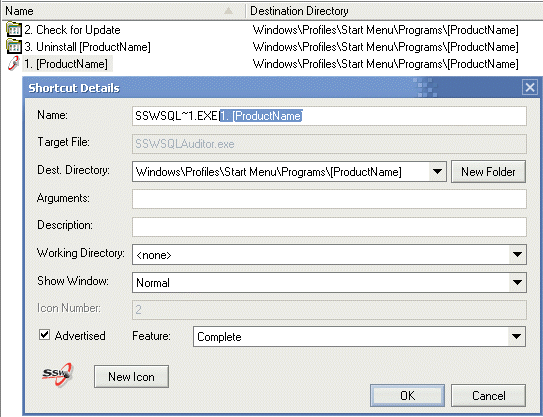 Name Destination Directory
2. Check for Update Windows\Profiles\Start Menu\Programs\[ProductName]
3. Uninstall [ProductName] Windows\Profiles\Start Menu\Programs\[ProductName]
1. [ProductName] Windows\Profiles\Start Menu\Programs\[ProductName]
Shortcut Details
Name: SSWSQL~1.EXE|1. [ProductName]
Target File: SSWSQLAuditor.exe
Dest. Directory: Windows\Profiles\Start Menu\Programs\[ProductName] New Folder
Arguments:
Description:
Working Directory: <none>
Show Window: Normal
Icon Number: 2
Advertised Feature: Complete
SSW New Icon
OK Cancel